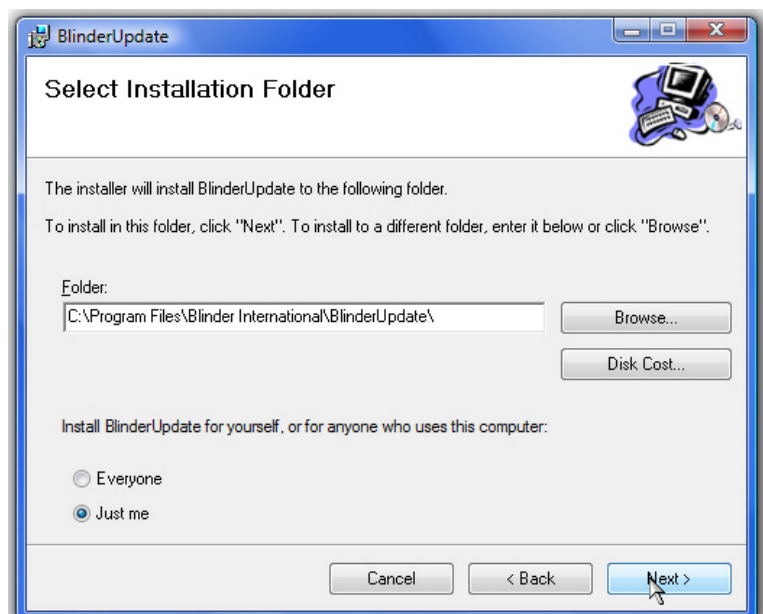 BlinderUpdate
Select Installation Folder
The installer will install BlinderUpdate to the following folder.
To install in this folder, click "Next". To install to a different folder, enter it below or click "Browse".
Folder:
C:\Program Files\Blinder International\BlinderUpdate\
Browse...
Disk Cost...
Install BlinderUpdate for yourself, or for anyone who uses this computer:
Everyone
Just me
Cancel
< Back
Next >